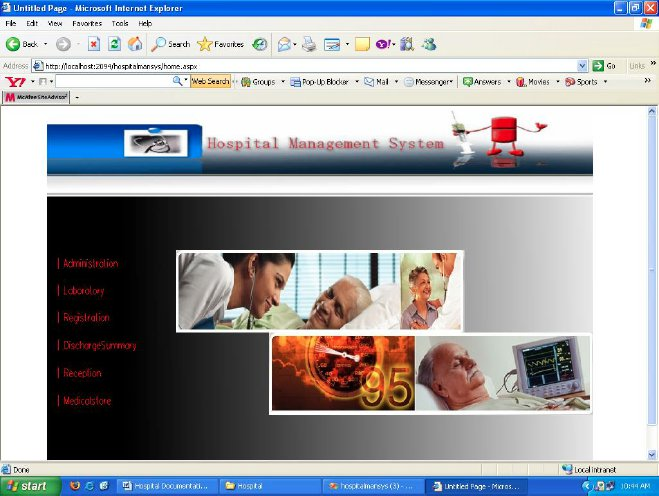 Untitled Page - Microsoft Internet Explorer
File Edit View Favorites Tools Help
Back Search Favorites
Address http://localhost:2094/hospitalmansys/home.aspx Go Links »
Y! Web Search Groups Pop-Up Blocker Mail Messenger Answers Movies Sports »
McAfee SiteAdvisor
Hospital Management System
| Administration
| Laboratory
| Registration
| DischargeSummary
| Reception
| Medicalstore
95
Done Local intranet
start Hospital Documentati... Hospital hospitalmansys (3) - ... Untitled Page - Micros... 10:44 AM